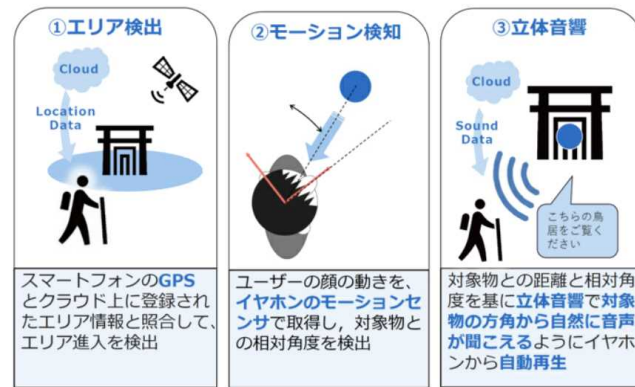 ①エリア検出
Cloud
Location
Data
スマートフォンのGPS
とクラウド上に登録され
たエリア情報と照合して、
エリア進入を検出
②モーション検知
ユーザーの顔の動きを、
イヤホンのモーションセ
ンサで取得し，対象物と
の相対角度を検出
③立体音響
Cloud
Sound
Data
こちらの鳥
居をご覧く
ださい
対象物との距離と相対角
度を基に立体音響で対象
物の方角から自然に音声
が聞こえるようにイヤホ
ンから自動再生